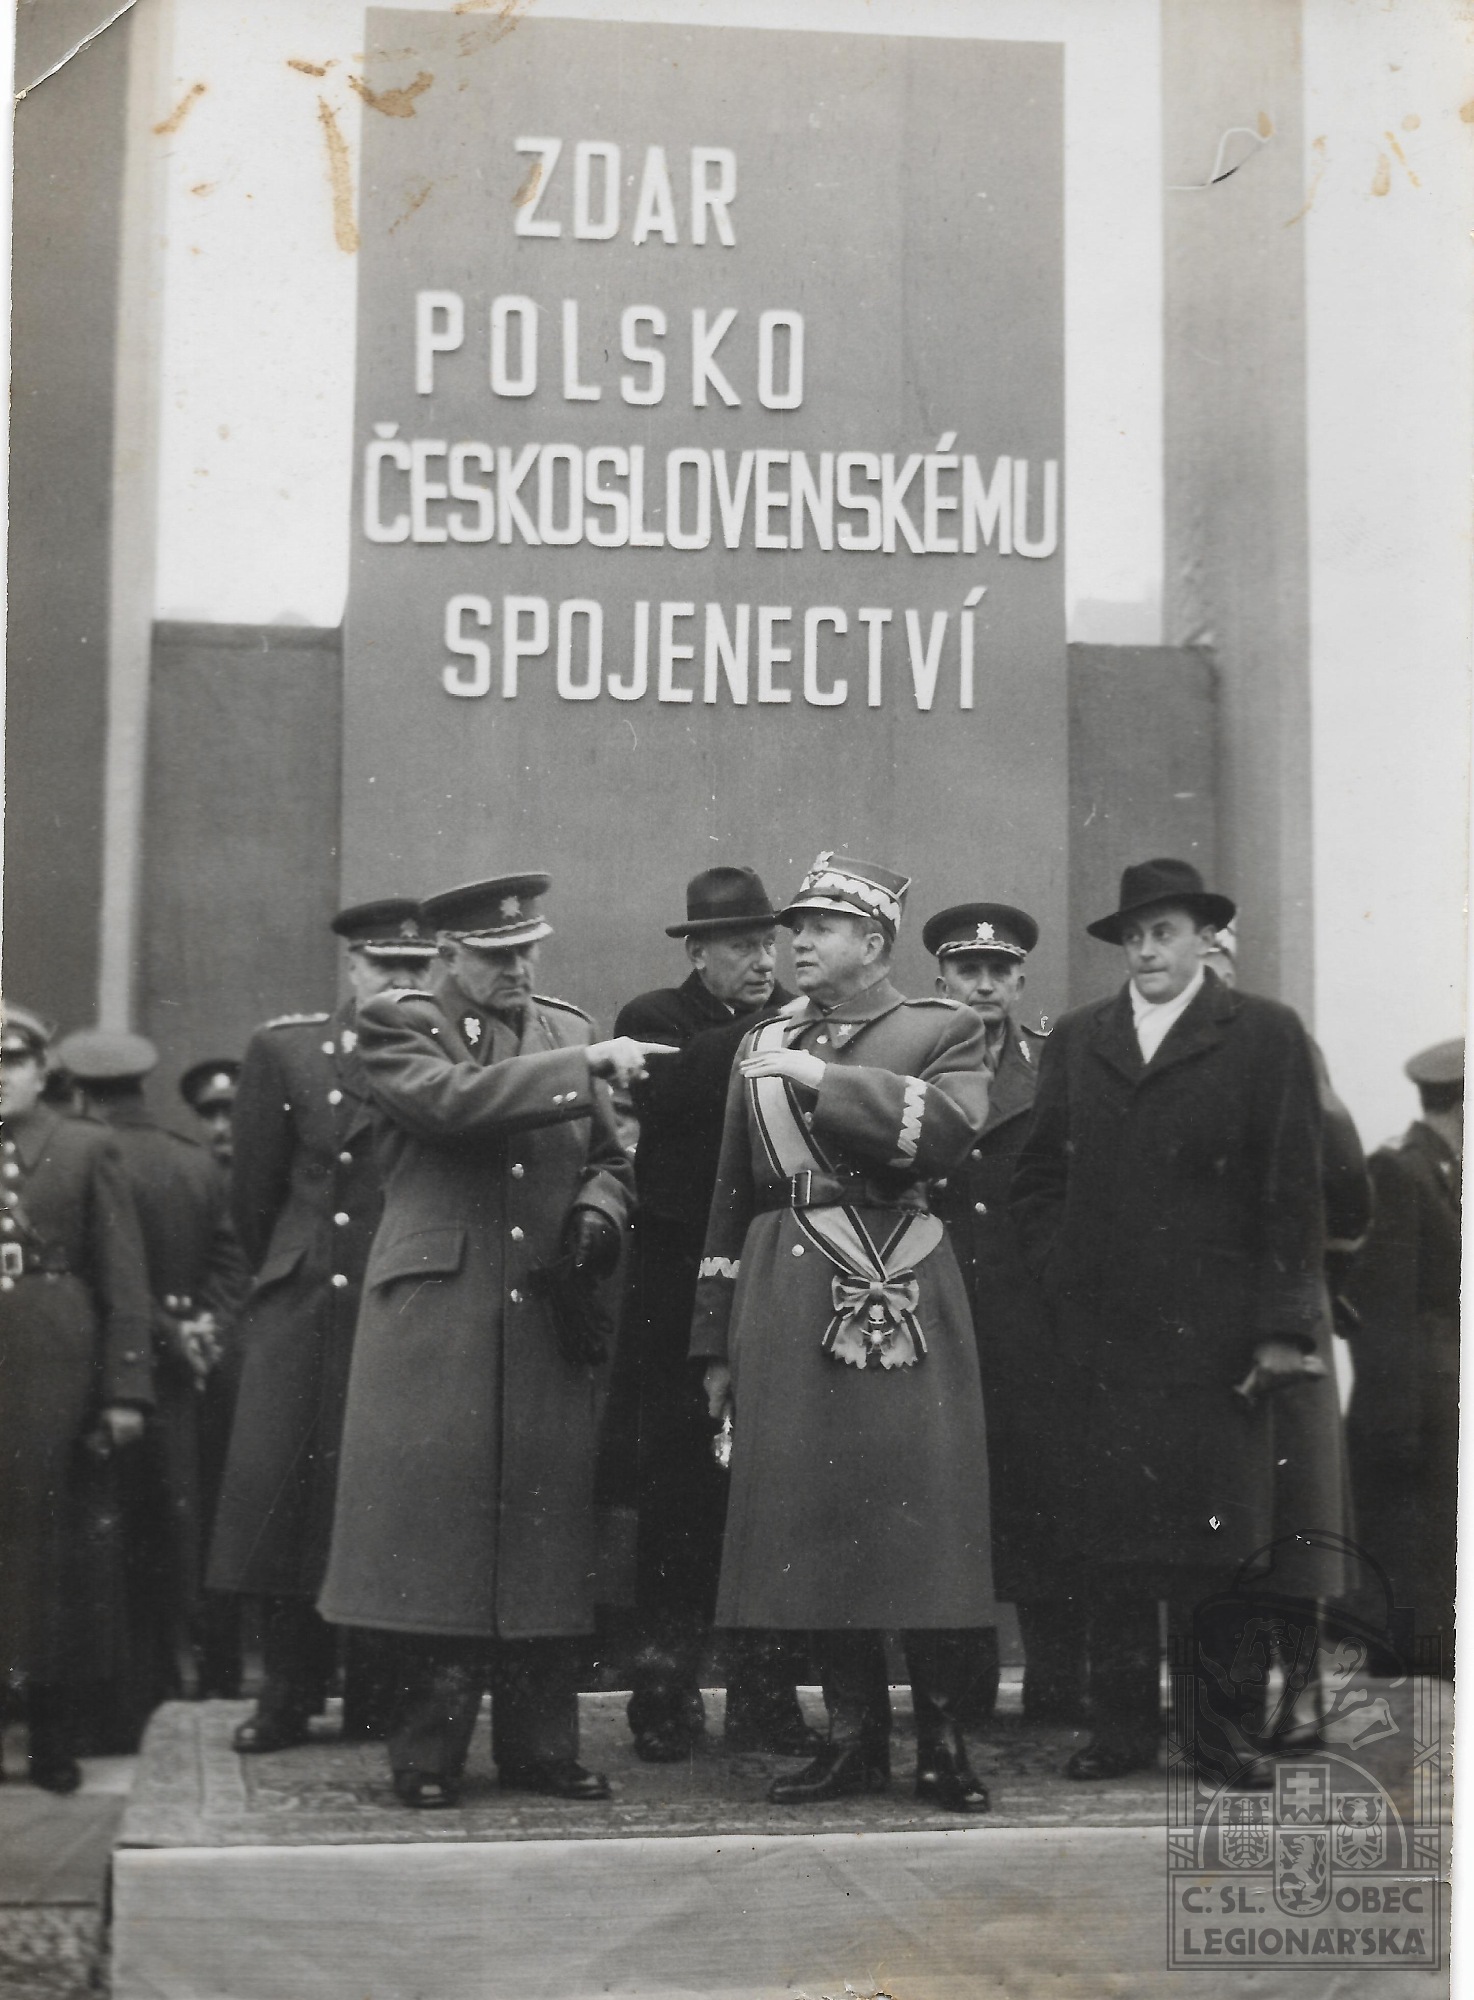 ZDAR
POLSKO
ČESKOSLOVENSKÉMU
SPOJENECTVÍ
Č. SL. OBEC
LEGIONÁŘSKÁ